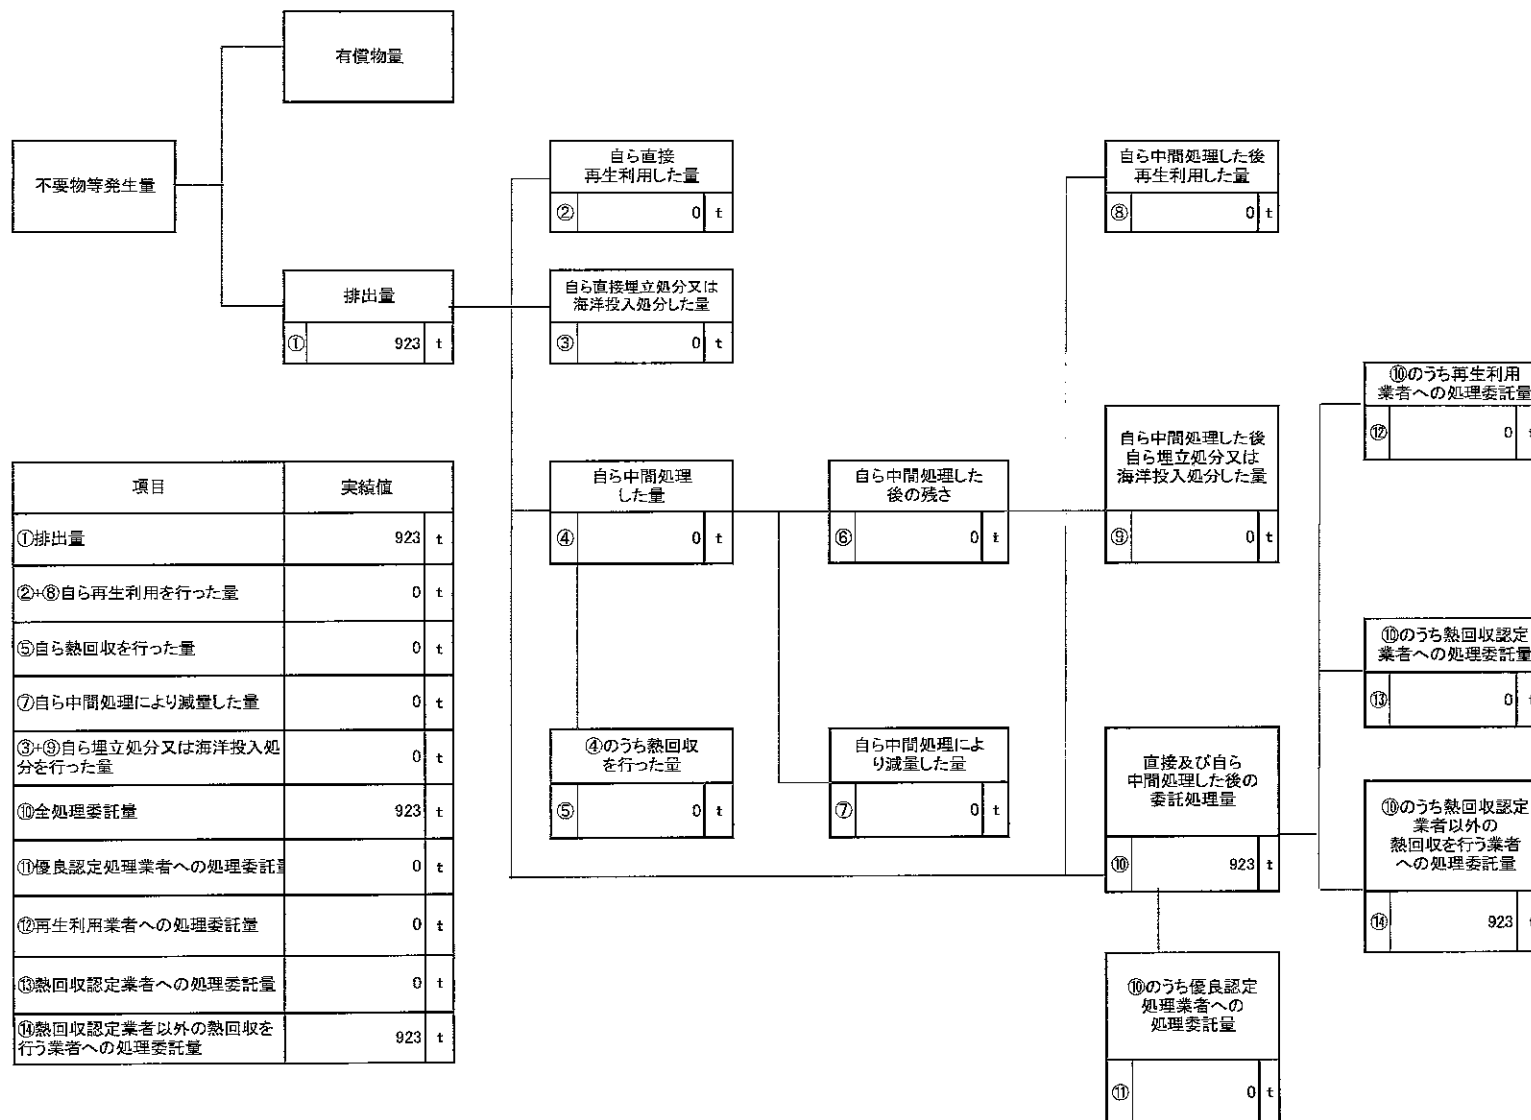 有償物量
不要物等発生量
排出量
① 923 t
自ら直接
再生利用した量
② 0 t
自ら直接埋立処分又は
海洋投入処分した量
③ 0 t
自ら中間処理した後
再生利用した量
⑧ 0 t
⑩のうち再生利用
業者への処理委託量
⑫ 0 t
自ら中間処理
した量
④ 0 t
自ら中間処理した
後の残さ
⑥ 0 t
自ら中間処理した後
自ら埋立処分又は
海洋投入処分した量
⑨ 0 t
⑩のうち熱回収認定
業者への処理委託量
⑬ 0 t
④のうち熱回収
を行った量
⑤ 0 t
自ら中間処理によ
り減量した量
⑦ 0 t
直接及び自ら
中間処理した後の
委託処理量
⑩ 923 t
⑩のうち熱回収認定
業者以外の
熱回収を行う業者
への処理委託量
⑭ 923 t
⑩のうち優良認定
処理業者への
処理委託量
⑪ 0 t
項目 実績値
①排出量 923 t
②+⑧自ら再生利用を行った量 0 t
⑤自ら熱回収を行った量 0 t
⑦自ら中間処理により減量した量 0 t
③+⑨自ら埋立処分又は海洋投入処
分を行った量 0 t
⑩全処理委託量 923 t
⑪優良認定処理業者への処理委託量 0 t
⑫再生利用業者への処理委託量 0 t
⑬熱回収認定業者への処理委託量 0 t
⑭熱回収認定業者以外の熱回収を
行う業者への処理委託量 923 t